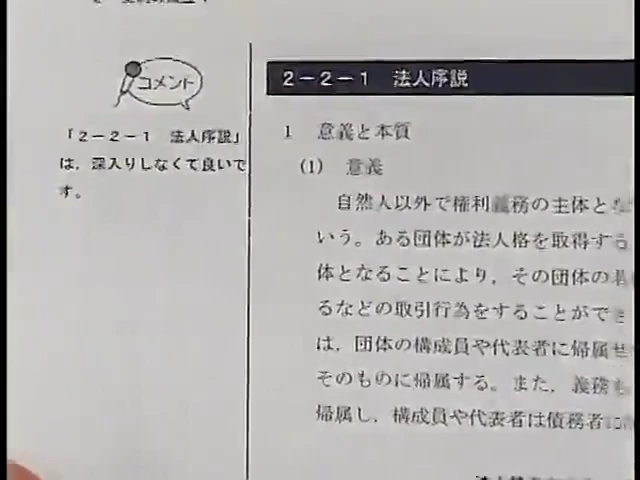 コメント
「2－2－1　法人序説」
は，深入りしなくて良いで
す。
2－2－1　法人序説
1　意義と本質
(1)　意義
自然人以外で権利義務の主体とな
いう。ある団体が法人格を取得する
体となることにより，その団体の名
るなどの取引行為をすることができ
は，団体の構成員や代表者に帰属せ
そのものに帰属する。また，義務も
帰属し，構成員や代表者は債務者に